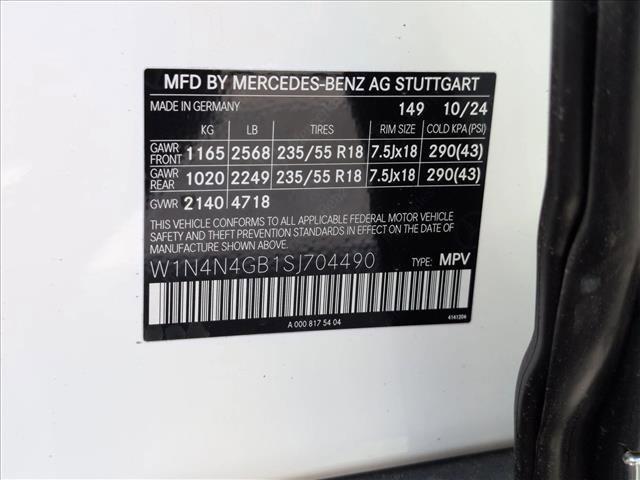 MFD BY MERCEDES-BENZ AG STUTTGART
MADE IN GERMANY 149 10/24
KG LB TIRES RIM SIZE COLD KPA (PSI)
GAWR FRONT 1165 2568 235/55 R18 7.5Jx18 290(43)
GAWR REAR 1020 2249 235/55 R18 7.5Jx18 290(43)
GVWR 2140 4718
THIS VEHICLE CONFORMS TO ALL APPLICABLE FEDERAL MOTOR VEHICLE
SAFETY AND THEFT PREVENTION STANDARDS IN EFFECT ON THE DATE OF
MANUFACTURE SHOWN ABOVE.
W1N4N4GB1SJ704490 TYPE: MPV
A 000 817 54 04 4141206